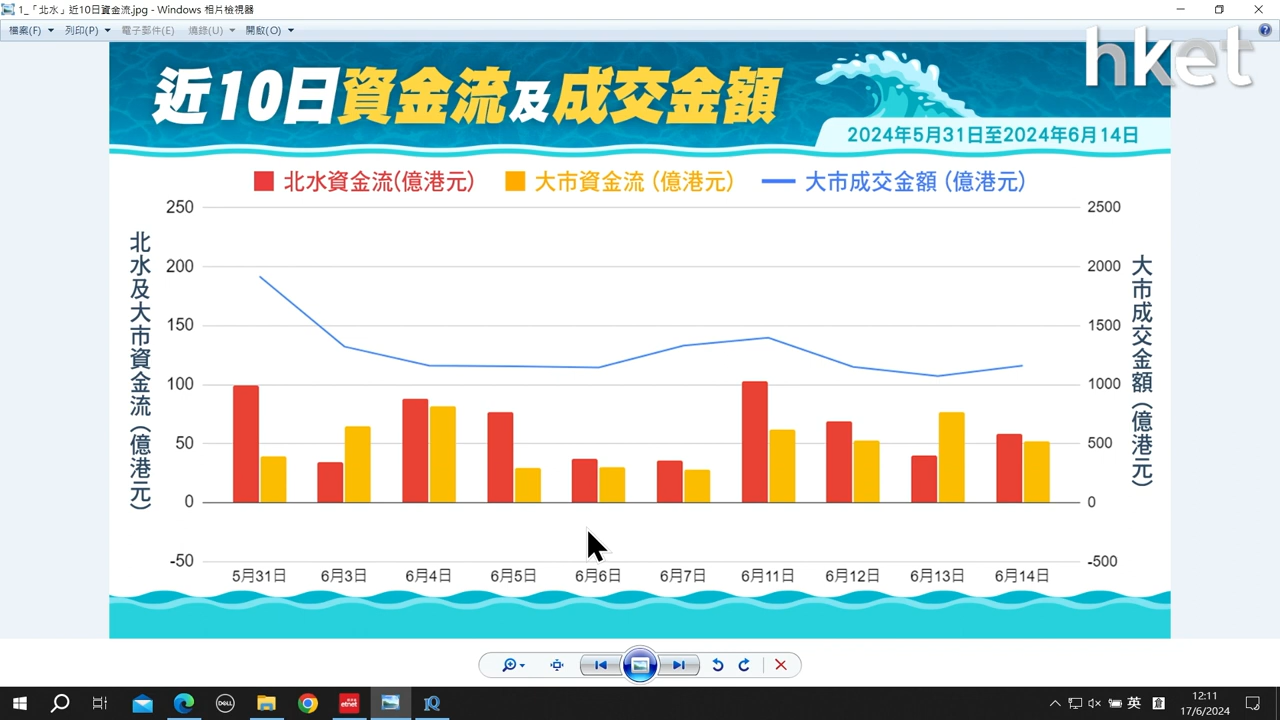 1_「北水」近10日資金流.jpg - Windows 相片檢視器
檔案(F) 列印(P) 電子郵件(E) 燒錄(U) 開啟(O)
hket
近10日資金流及成交金額
2024年5月31日至2024年6月14日
北水資金流(億港元) 大市資金流 (億港元) 大市成交金額 (億港元)
北水及大市資金流(億港元)
250
200
150
100
50
0
-50
2500
2000
1500
1000
500
0
-500
大市成交金額(億港元)
5月31日 6月3日 6月4日 6月5日 6月6日 6月7日 6月11日 6月12日 6月13日 6月14日
DELL
etnet
IQ
英
12:11
17/6/2024